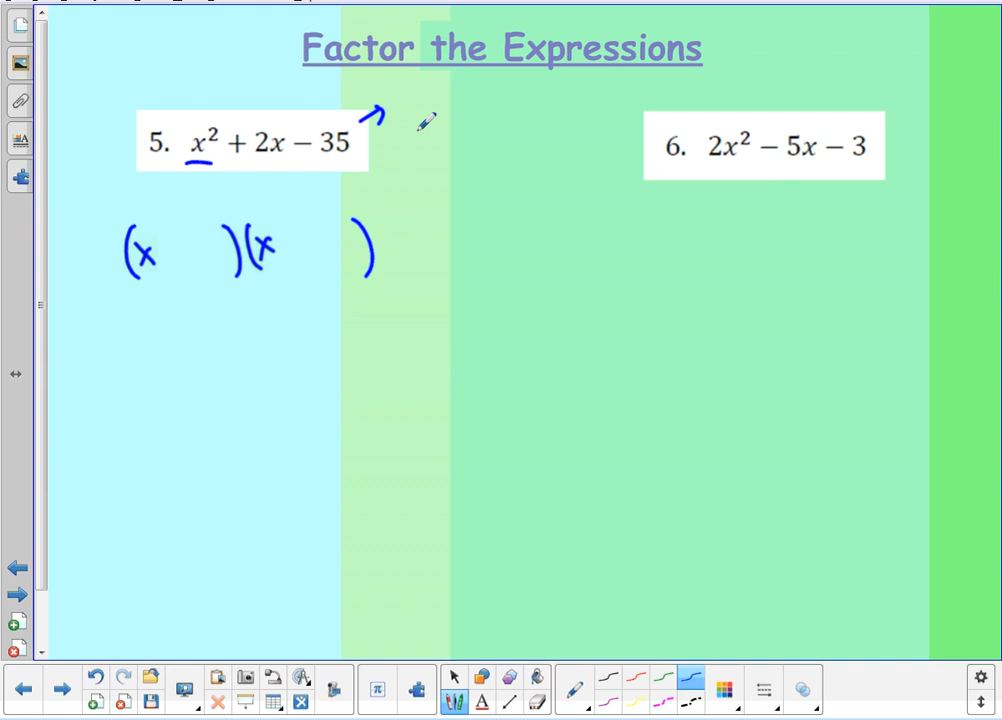 Factor the Expressions
5. x² + 2x − 35
6. 2x² − 5x − 3
(x )(x )